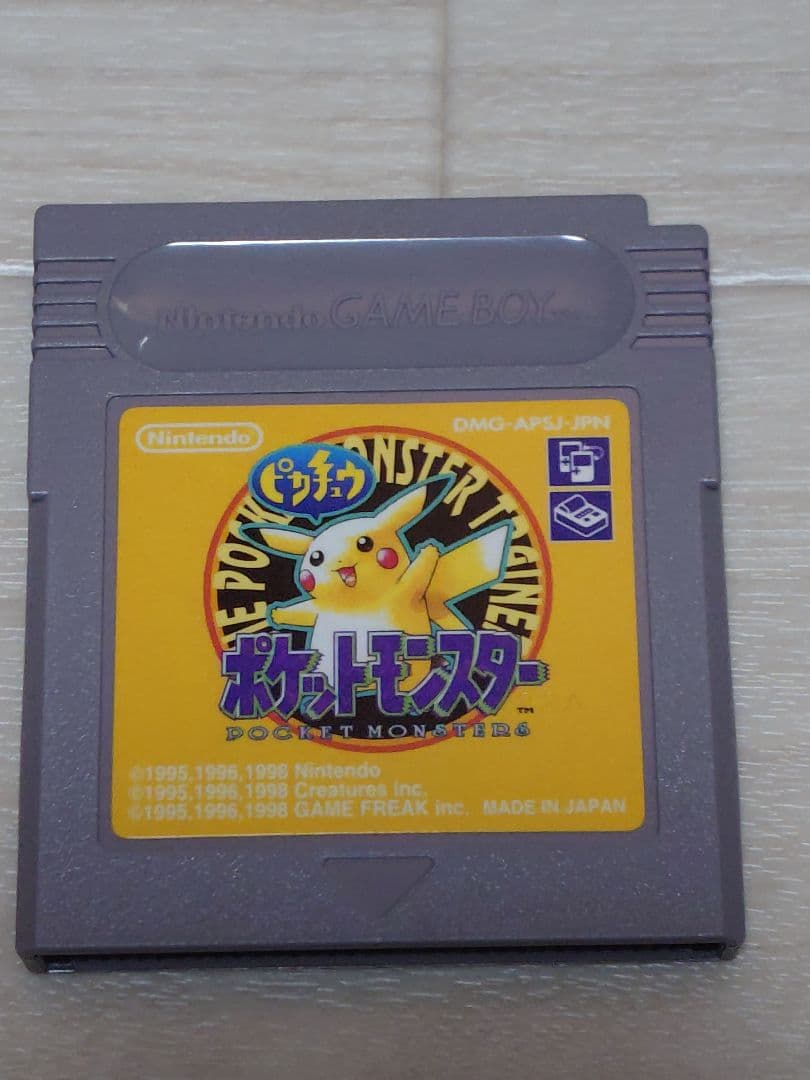 Nintendo GAME BOY TM
Nintendo
DMG-APSJ-JPN
THE POCKET MONSTER TRAINER
ピカチュウ
ポケットモンスター
TM
POCKET MONSTERS
©1995,1996,1998 Nintendo
©1995,1996,1998 Creatures inc.
©1995,1996,1998 GAME FREAK inc. MADE IN JAPAN